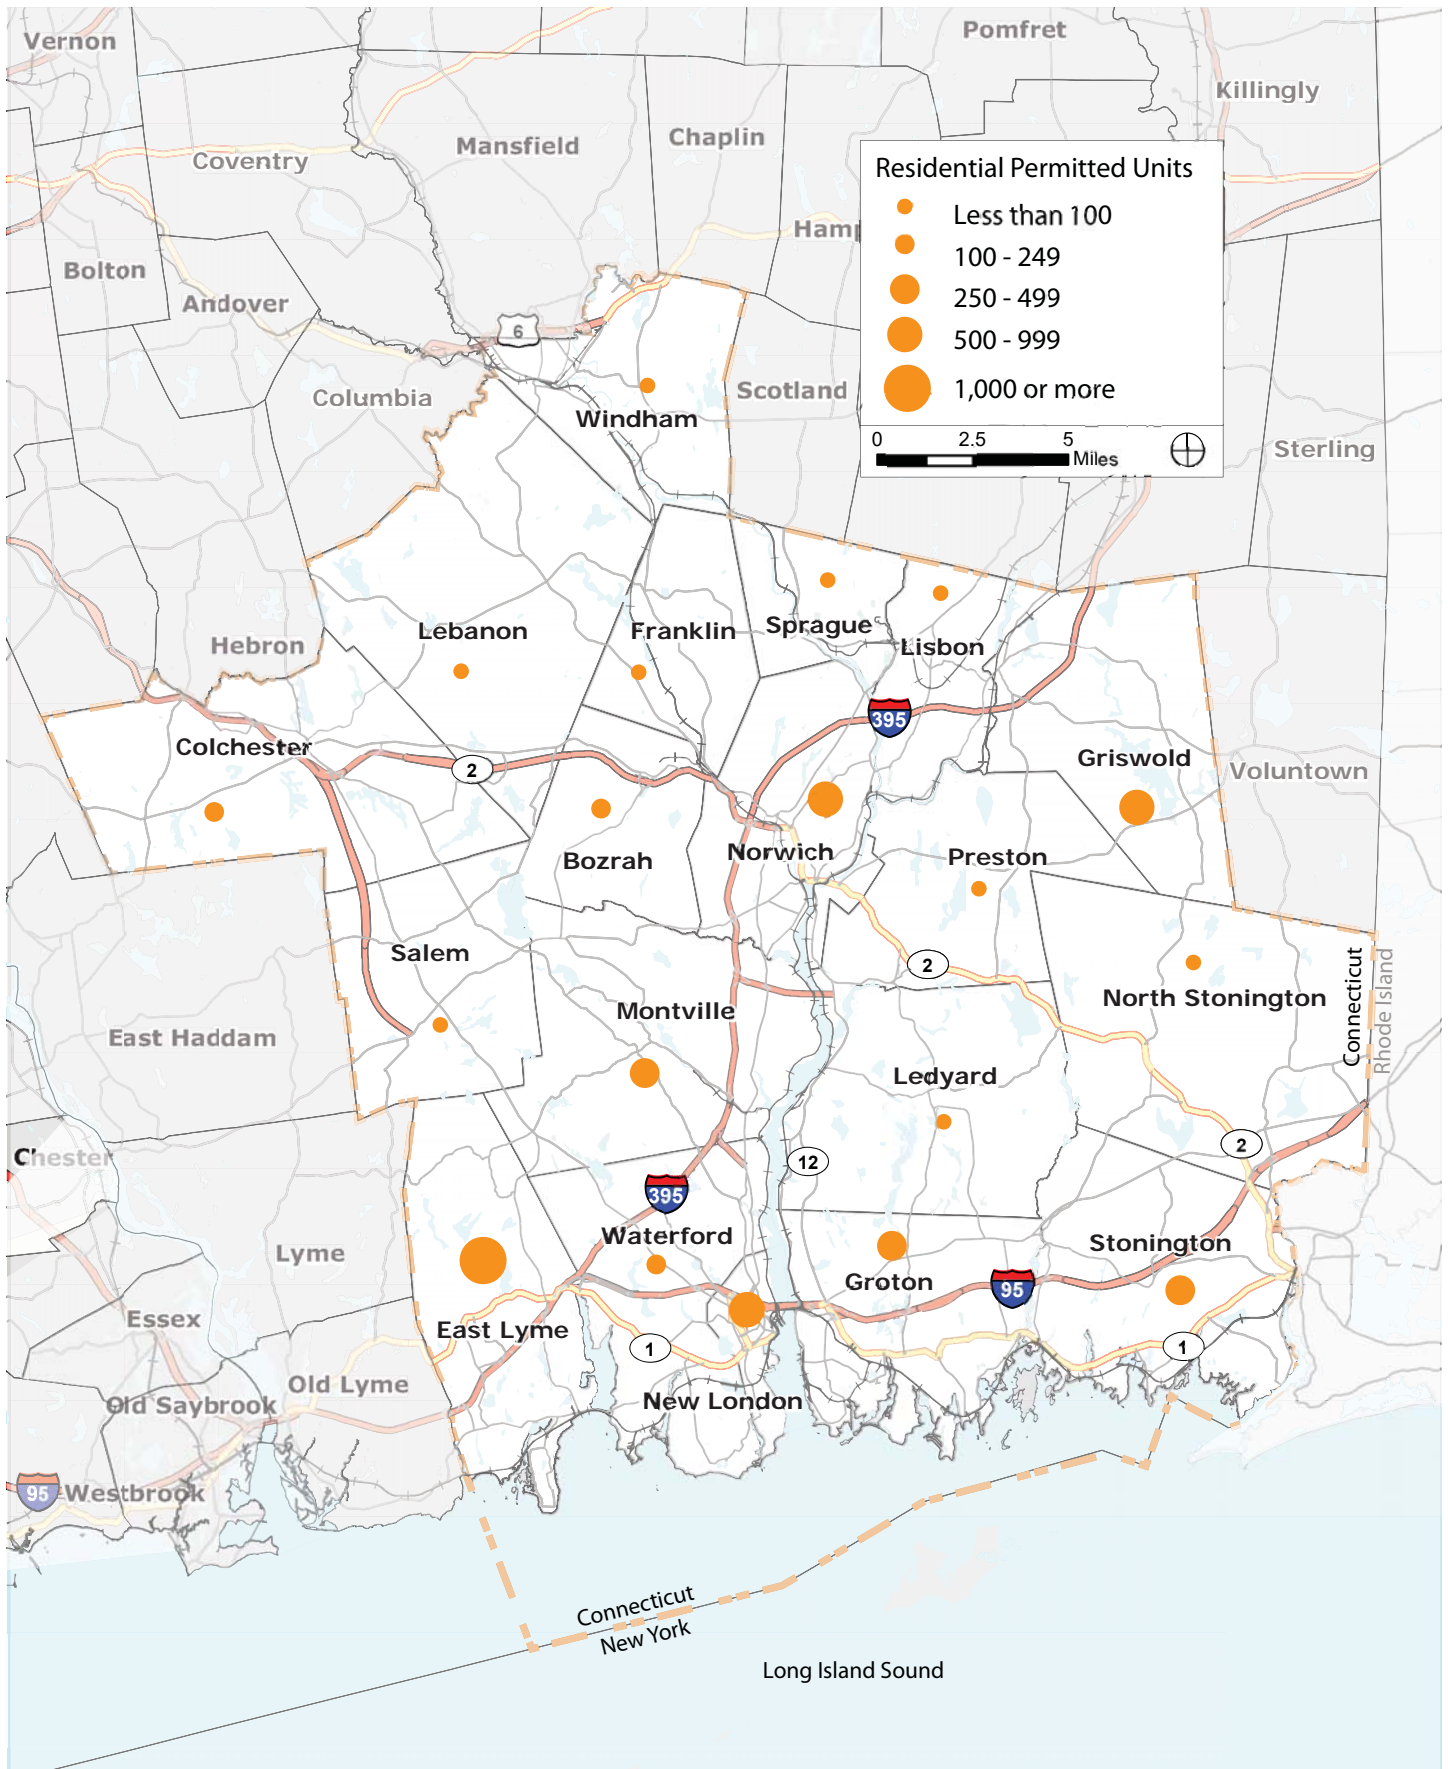 Vernon
Pomfret
Killingly
Coventry
Mansfield
Chaplin
Residential Permitted Units
Less than 100
100 - 249
250 - 499
500 - 999
1,000 or more
0 2.5 5
Miles
Bolton
Andover
6
Columbia
Windham
Scotland
Sterling
Lebanon
Franklin
Sprague
Lisbon
Hebron
395
Colchester
2
Griswold
Voluntown
Bozrah
Norwich
Preston
Salem
2
North Stonington
Connecticut
Rhode Island
Montville
East Haddam
Ledyard
Chester
12
2
395
Waterford
Stonington
Lyme
Groton
95
Essex
East Lyme
1
1
Old Lyme
Old Saybrook
New London
95
Westbrook
Connecticut
New York
Long Island Sound